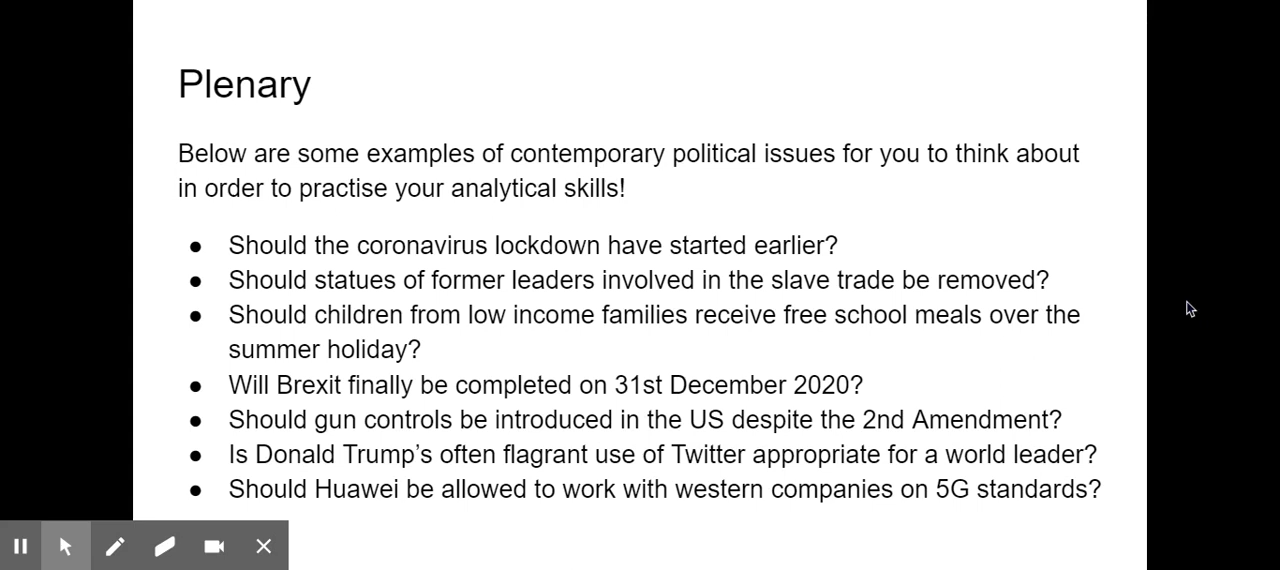 Plenary
Below are some examples of contemporary political issues for you to think about
in order to practise your analytical skills!
● Should the coronavirus lockdown have started earlier?
● Should statues of former leaders involved in the slave trade be removed?
● Should children from low income families receive free school meals over the
summer holiday?
● Will Brexit finally be completed on 31st December 2020?
● Should gun controls be introduced in the US despite the 2nd Amendment?
● Is Donald Trump’s often flagrant use of Twitter appropriate for a world leader?
● Should Huawei be allowed to work with western companies on 5G standards?